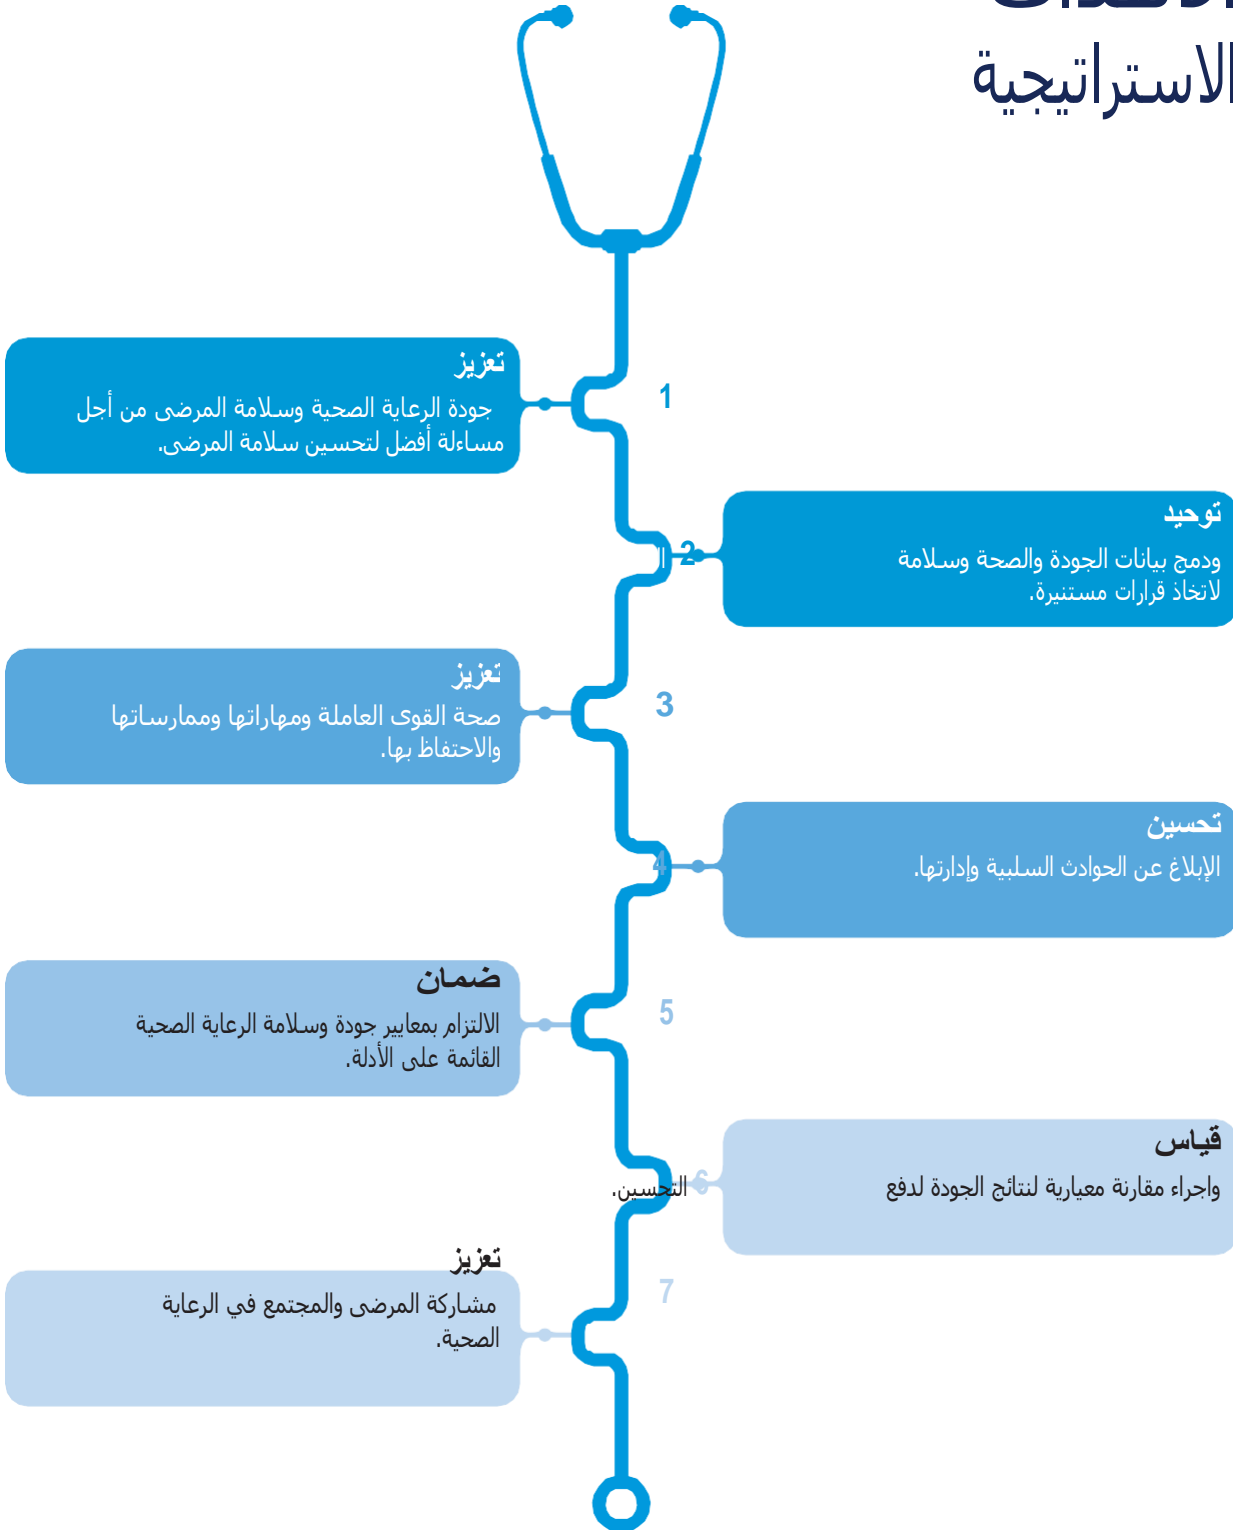 الاستراتيجية
1
تعزيز
جودة الرعاية الصحية وسلامة المرضى من أجل
مساءلة أفضل لتحسين سلامة المرضى.
2
توحيد
ودمج بيانات الجودة والصحة وسلامة ا
لاتخاذ قرارات مستنيرة.
3
تعزيز
صحة القوى العاملة ومهاراتها وممارساتها
والاحتفاظ بها.
4
تحسين
الإبلاغ عن الحوادث السلبية وإدارتها.
5
ضمان
الالتزام بمعايير جودة وسلامة الرعاية الصحية
القائمة على الأدلة.
6
قياس
واجراء مقارنة معيارية لنتائج الجودة لدفع التحسين.
7
تعزيز
مشاركة المرضى والمجتمع في الرعاية
الصحية.